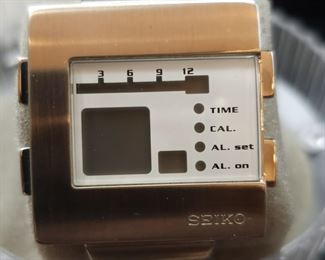 3 6 9 12
TIME
CAL.
AL. set
AL. on
SEIKO